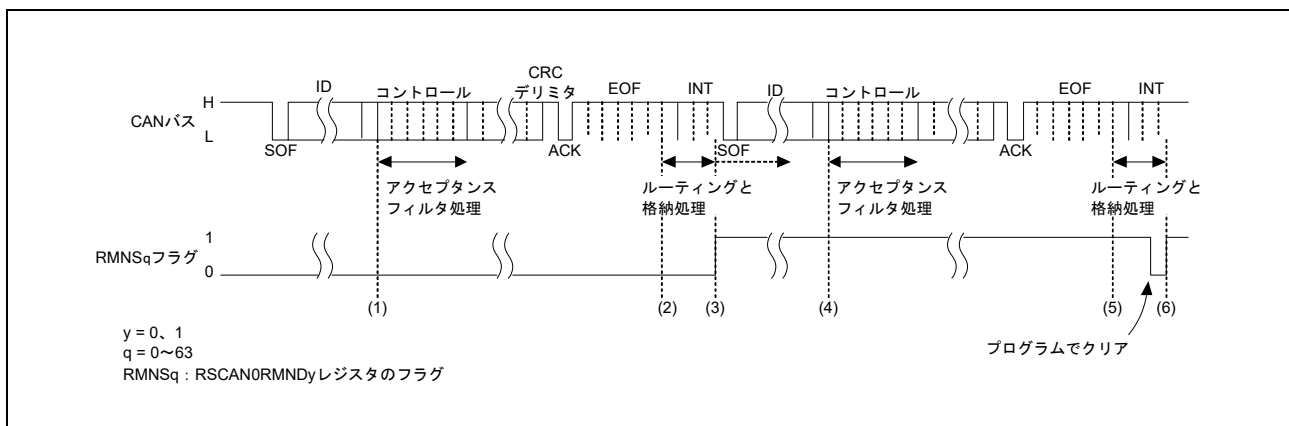 CRC
ID コントロール デリミタ EOF INT ID コントロール EOF INT
H
CANバス
L
SOF ACK SOF ACK
アクセプタンス
フィルタ処理
ルーティングと
格納処理
アクセプタンス
フィルタ処理
ルーティングと
格納処理
1
RMNSqフラグ
0
(1) (2) (3) (4) (5) (6)
プログラムでクリア
y = 0、1
q = 0~63
RMNSq : RSCAN0RMNDyレジスタのフラグ